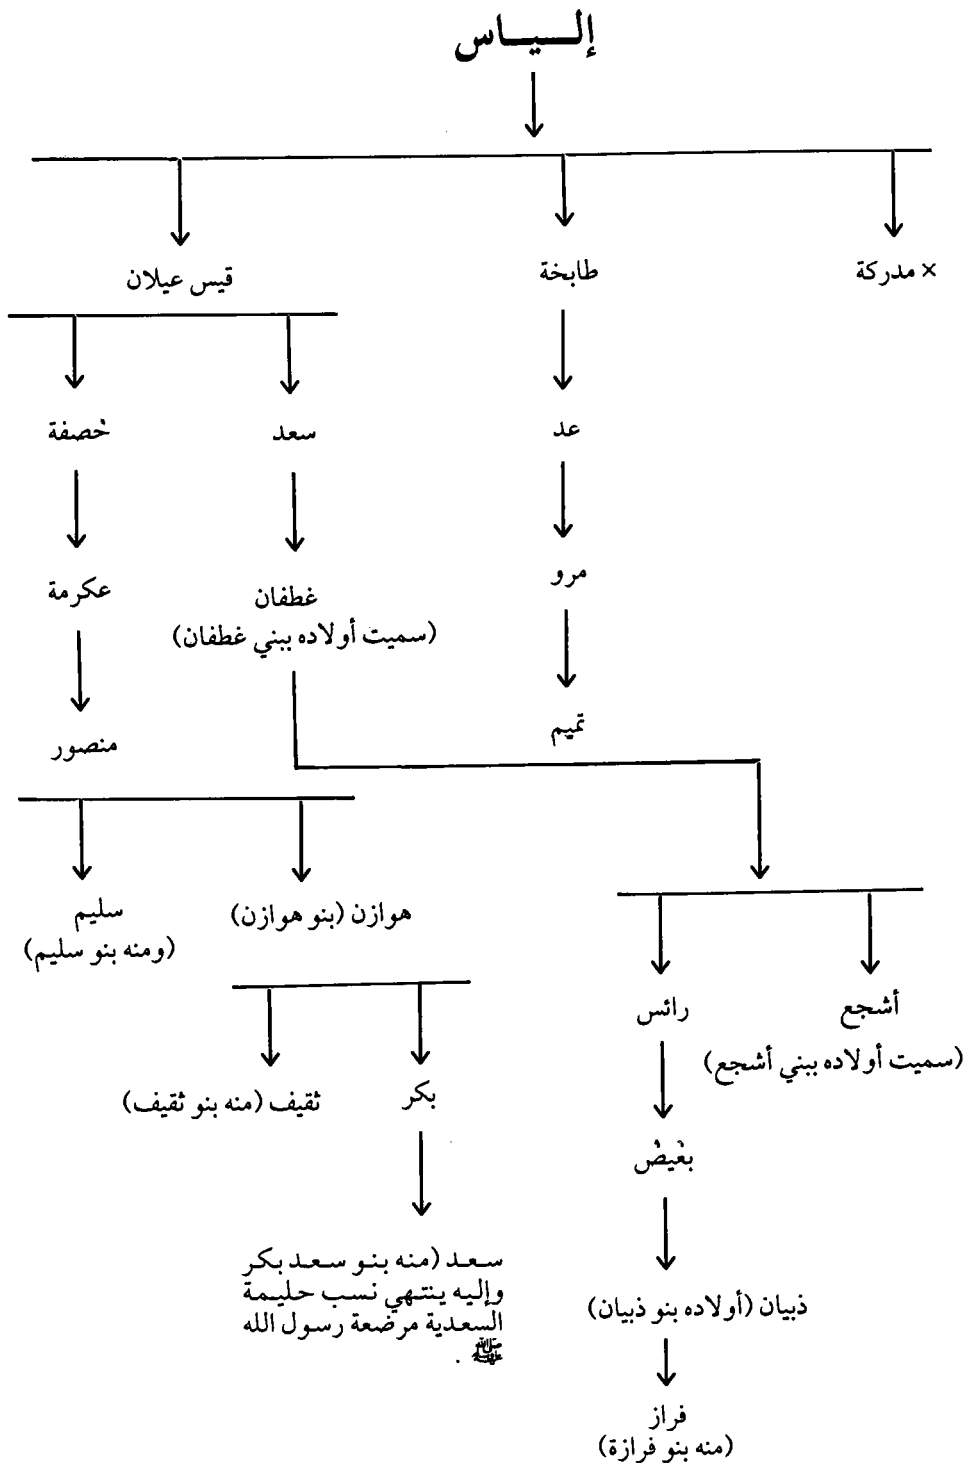 إلـــيـــاس
× مدركة
طابخة
قيس عيلان
عد
سعد
خصفة
مرو
غطفان
(سميت أولاده ببني غطفان)
عكرمة
تميم
منصور
هوازن (بنو هوازن)
سليم
(ومنه بنو سليم)
أشجع
(سميت أولاده ببني أشجع)
رائس
بكر
ثقيف (منه بنو ثقيف)
بغيض
سعد (منه بنو سعد بكر
وإليه ينتهي نسب حليمة
السعدية مرضعة رسول الله
ﷺ .
ذبيان (أولاده بنو ذبيان)
فراز
(منه بنو فرازة)